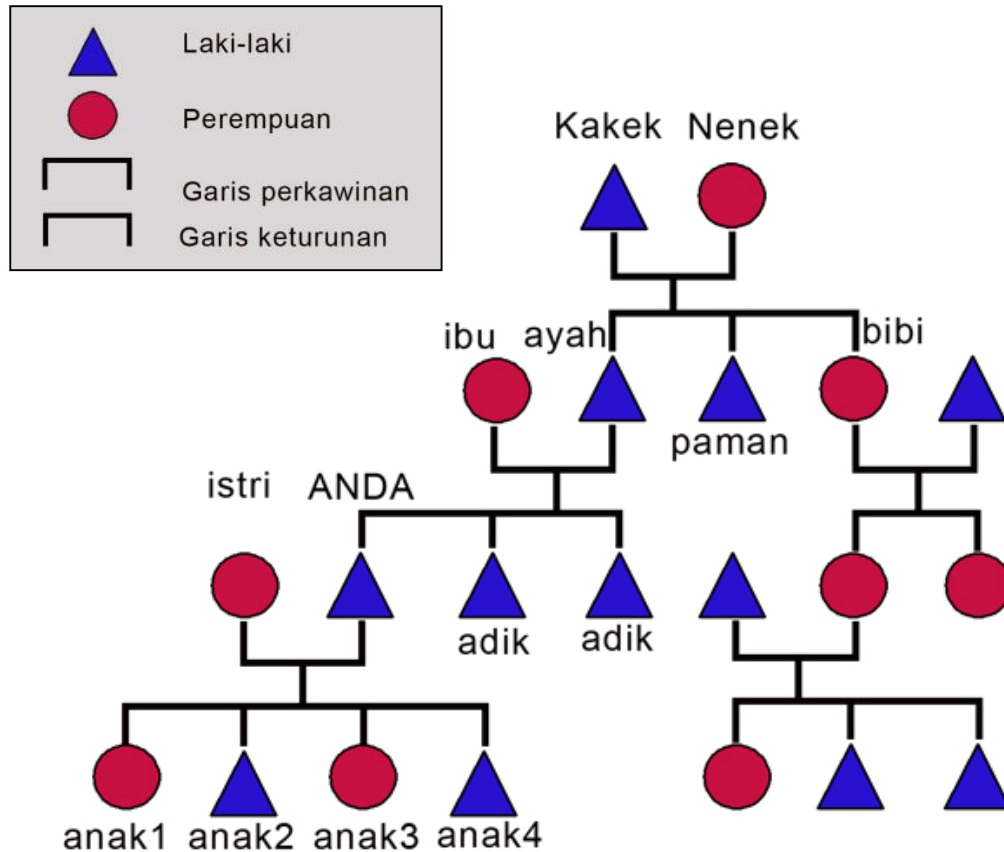 Laki-laki
Perempuan
Garis perkawinan
Garis keturunan
Kakek Nenek
ibu ayah bibi
paman
istri ANDA
adik adik
anak1 anak2 anak3 anak4